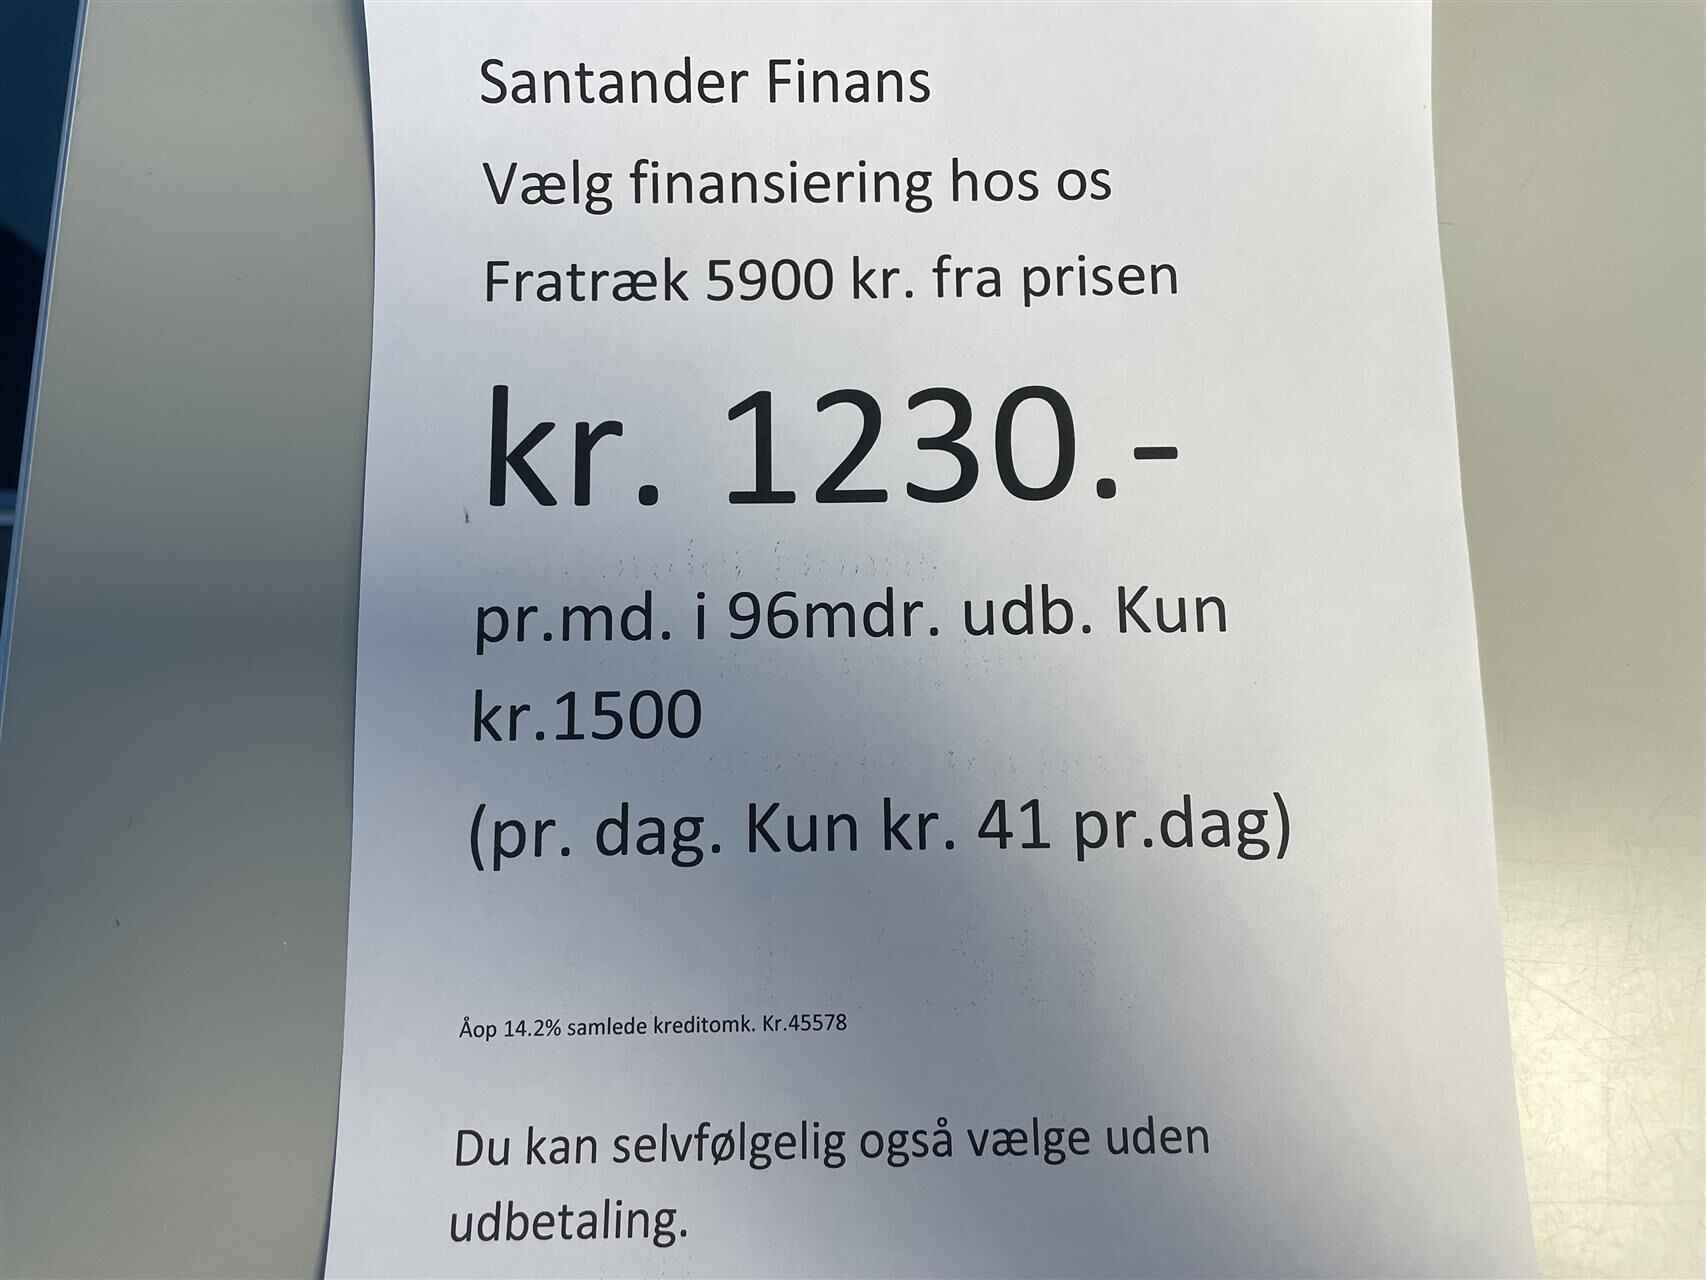 Santander Finans
Vælg finansiering hos os
Fratræk 5900 kr. fra prisen
kr. 1230.-
pr.md. i 96mdr. udb. Kun
kr.1500
(pr. dag. Kun kr. 41 pr.dag)
Åop 14.2% samlede kreditomk. Kr.45578
Du kan selvfølgelig også vælge uden
udbetaling.